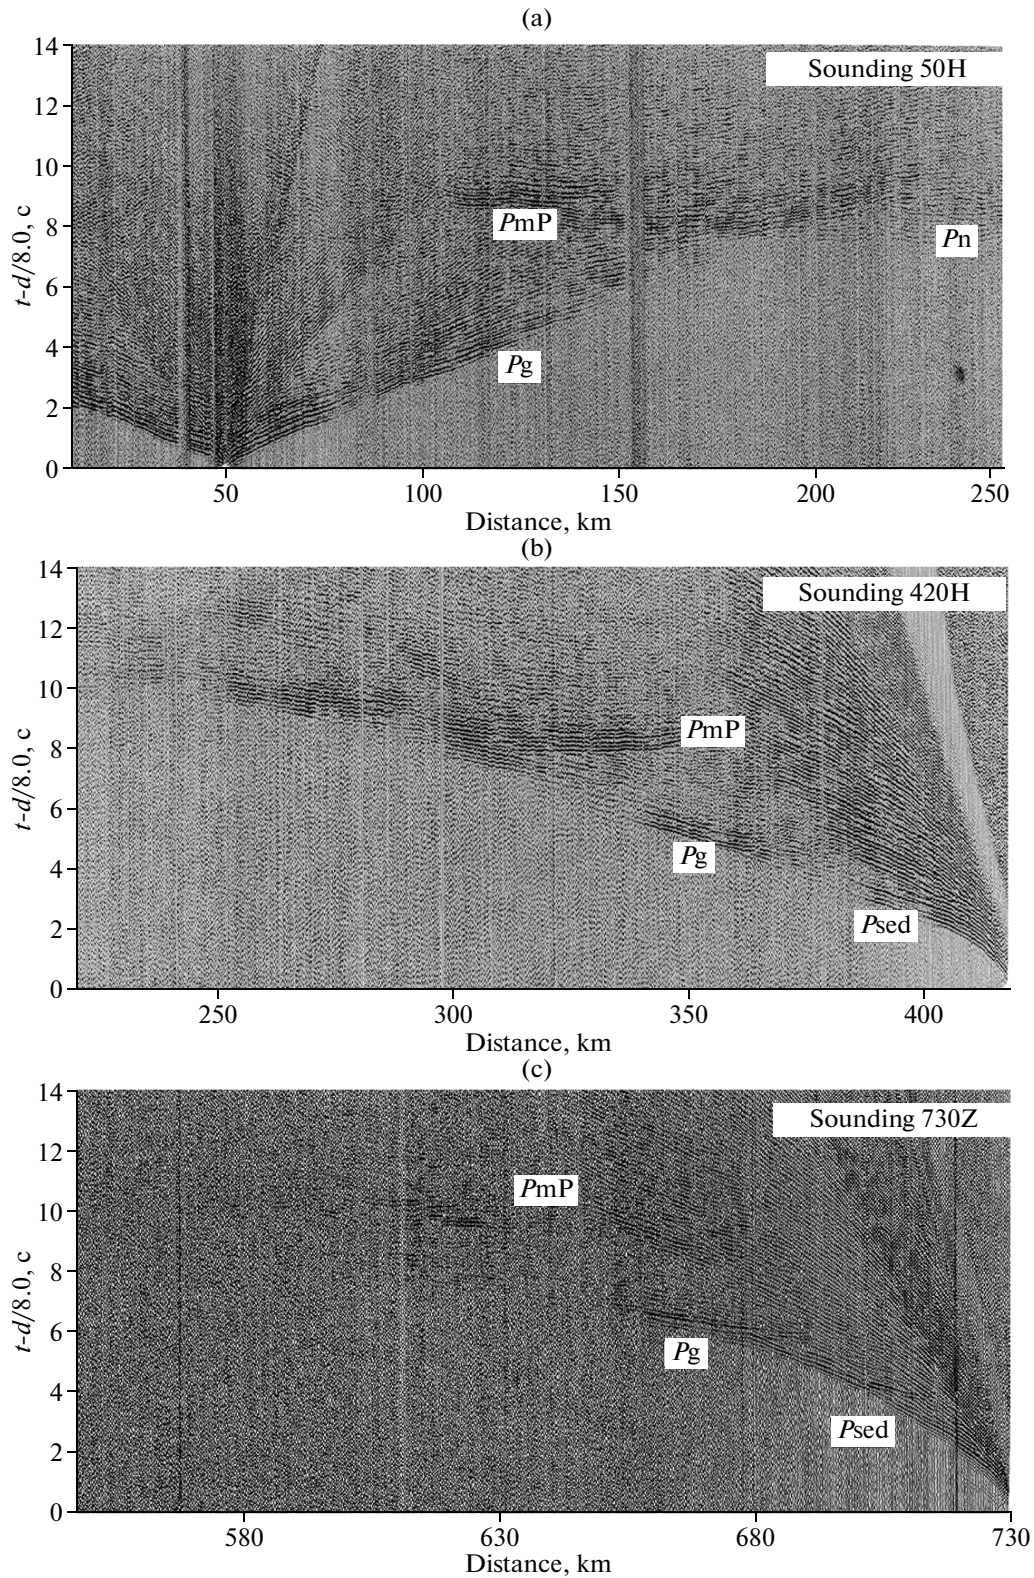 (a)
14
Sounding 50H
12
10
8
PmP
Pn
6
4
Pg
2
0
t-d/8.0, c
50
100
150
200
250
Distance, km
(b)
14
Sounding 420H
12
10
8
PmP
6
4
Pg
Psed
2
0
t-d/8.0, c
250
300
350
400
Distance, km
(c)
14
Sounding 730Z
12
10
PmP
8
6
Pg
4
Psed
2
0
t-d/8.0, c
580
630
680
730
Distance, km